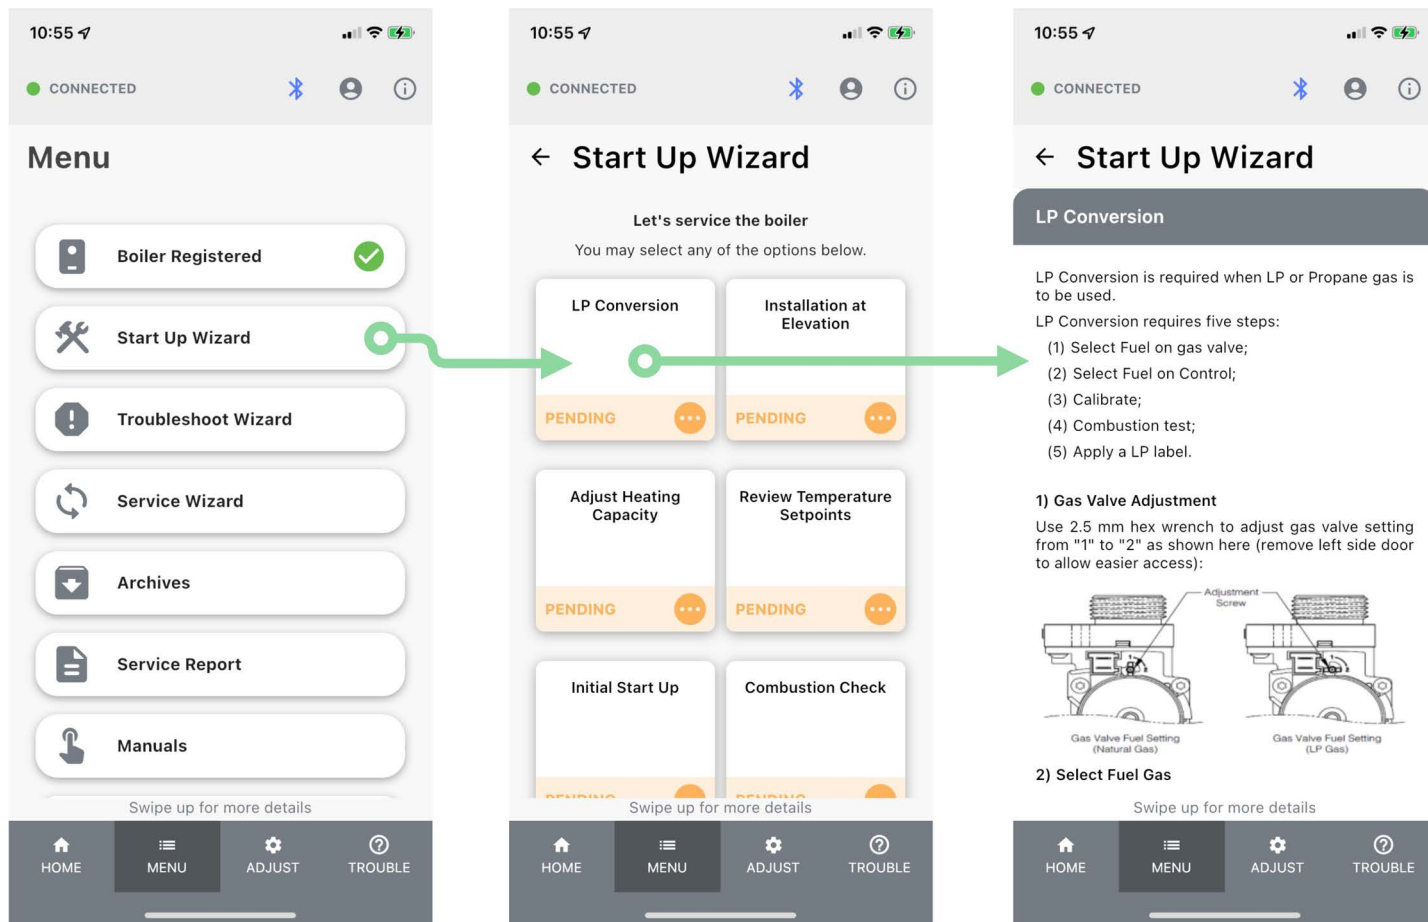 10:55
CONNECTED
Menu
Boiler Registered
Start Up Wizard
Troubleshoot Wizard
Service Wizard
Archives
Service Report
Manuals
Swipe up for more details
HOME
MENU
ADJUST
TROUBLE
10:55
CONNECTED
Start Up Wizard
Let's service the boiler
You may select any of the options below.
LP Conversion
PENDING
Installation at
Elevation
PENDING
Adjust Heating
Capacity
PENDING
Review Temperature
Setpoints
PENDING
Initial Start Up
PENDING
Combustion Check
PENDING
Swipe up for more details
HOME
MENU
ADJUST
TROUBLE
10:55
CONNECTED
Start Up Wizard
LP Conversion
LP Conversion is required when LP or Propane gas is
to be used.
LP Conversion requires five steps:
(1) Select Fuel on gas valve;
(2) Select Fuel on Control;
(3) Calibrate;
(4) Combustion test;
(5) Apply a LP label.
1) Gas Valve Adjustment
Use 2.5 mm hex wrench to adjust gas valve setting
from "1" to "2" as shown here (remove left side door
to allow easier access):
Adjustment
Screw
Gas Valve Fuel Setting
(Natural Gas)
Gas Valve Fuel Setting
(LP Gas)
2) Select Fuel Gas
Swipe up for more details
HOME
MENU
ADJUST
TROUBLE